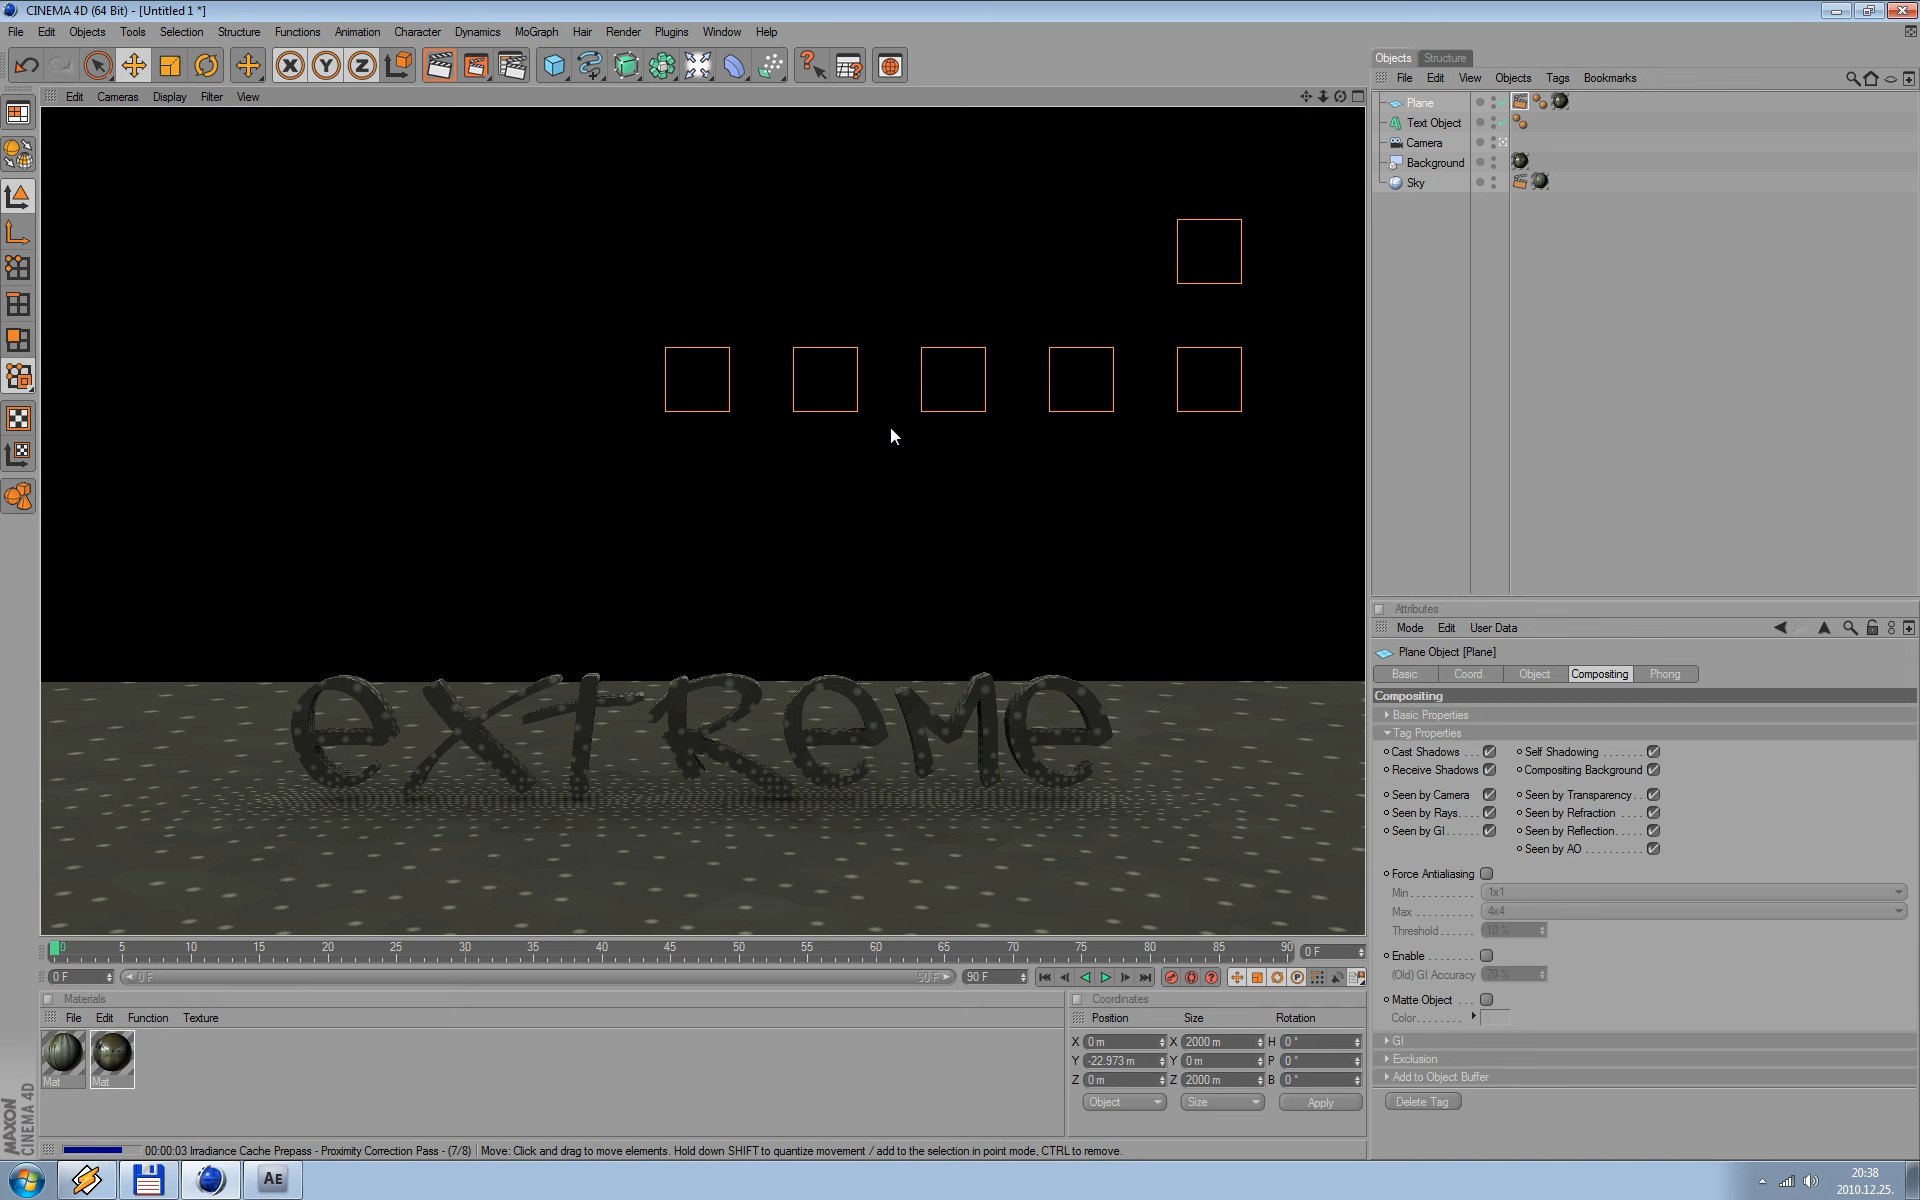 CINEMA 4D (64 Bit) - [Untitled 1 *]
File Edit Objects Tools Selection Structure Functions Animation Character Dynamics MoGraph Hair Render Plugins Window Help
X Y Z
Edit Cameras Display Filter View
Objects Structure
File Edit View Objects Tags Bookmarks
Plane
Text Object
Camera
Background
Sky
eXtReMe
Attributes
Mode Edit User Data
Plane Object [Plane]
Basic Coord. Object Compositing Phong
Compositing
Basic Properties
Tag Properties
Cast Shadows Self Shadowing
Receive Shadows Compositing Background
Seen by Camera Seen by Transparency
Seen by Rays Seen by Refraction
Seen by GI Seen by Reflection
Seen by AO
Force Antialiasing
Min 1x1
Max 4x4
Threshold 10 %
Enable
(Old) GI Accuracy 70 %
Matte Object
Color
GI
Exclusion
Add to Object Buffer
Delete Tag
0 5 10 15 20 25 30 35 40 45 50 55 60 65 70 75 80 85 90 0 F
0 F 0 F 90 F 90 F
Materials
File Edit Function Texture
Mat Mat
Coordinates
Position Size Rotation
X 0 m X 2000 m H 0 °
Y -22.973 m Y 0 m P 0 °
Z 0 m Z 2000 m B 0 °
Object Size Apply
MAXON
CINEMA 4D
00:00:03 Irradiance Cache Prepass - Proximity Correction Pass - (7/8) Move: Click and drag to move elements. Hold down SHIFT to quantize movement / add to the selection in point mode, CTRL to remove.
AE
20:38
2010.12.25.